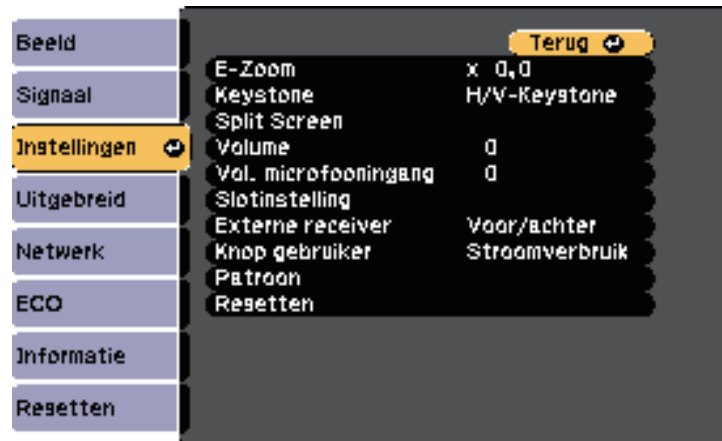 Beeld
Signaal
Instellingen
Uitgebreid
Netwerk
ECO
Informatie
Resetten
Terug
E-Zoom x 0,0
Keystone H/V-Keystone
Split Screen
Volume 0
Vol. microfooningang 0
Slotinstelling
Externe receiver Voor/achter
Knop gebruiker Stroomverbruik
Patroon
Resetten